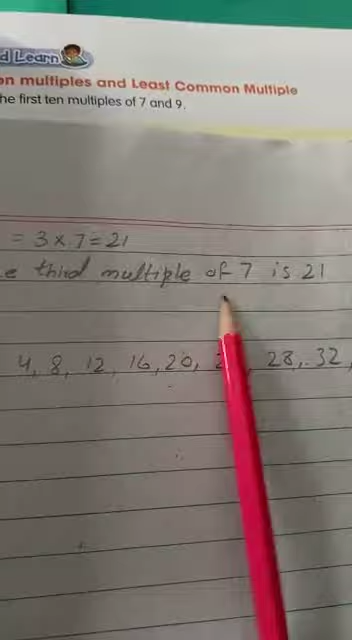 d Learn
on multiples and Least Common Multiple
he first ten multiples of 7 and 9.
= 3 × 7 = 21
e third multiple of 7 is 21
4, 8, 12, 16, 20, 28, 32,